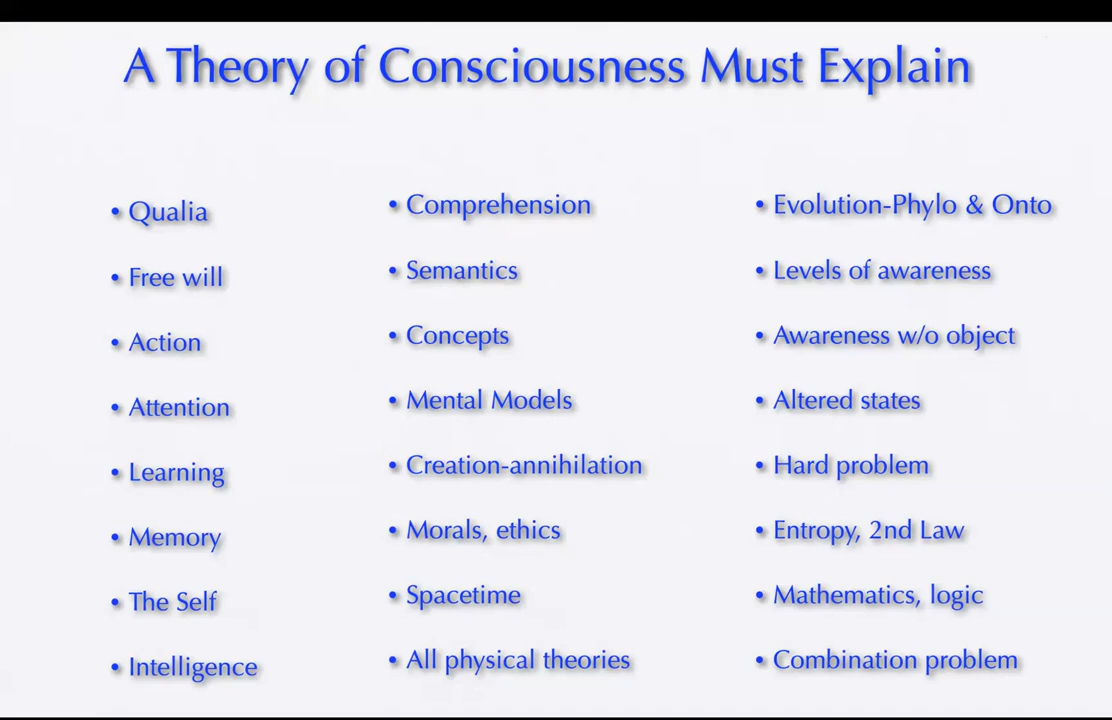 A Theory of Consciousness Must Explain
• Qualia
• Free will
• Action
• Attention
• Learning
• Memory
• The Self
• Intelligence
• Comprehension
• Semantics
• Concepts
• Mental Models
• Creation-annihilation
• Morals, ethics
• Spacetime
• All physical theories
• Evolution-Phylo & Onto
• Levels of awareness
• Awareness w/o object
• Altered states
• Hard problem
• Entropy, 2nd Law
• Mathematics, logic
• Combination problem